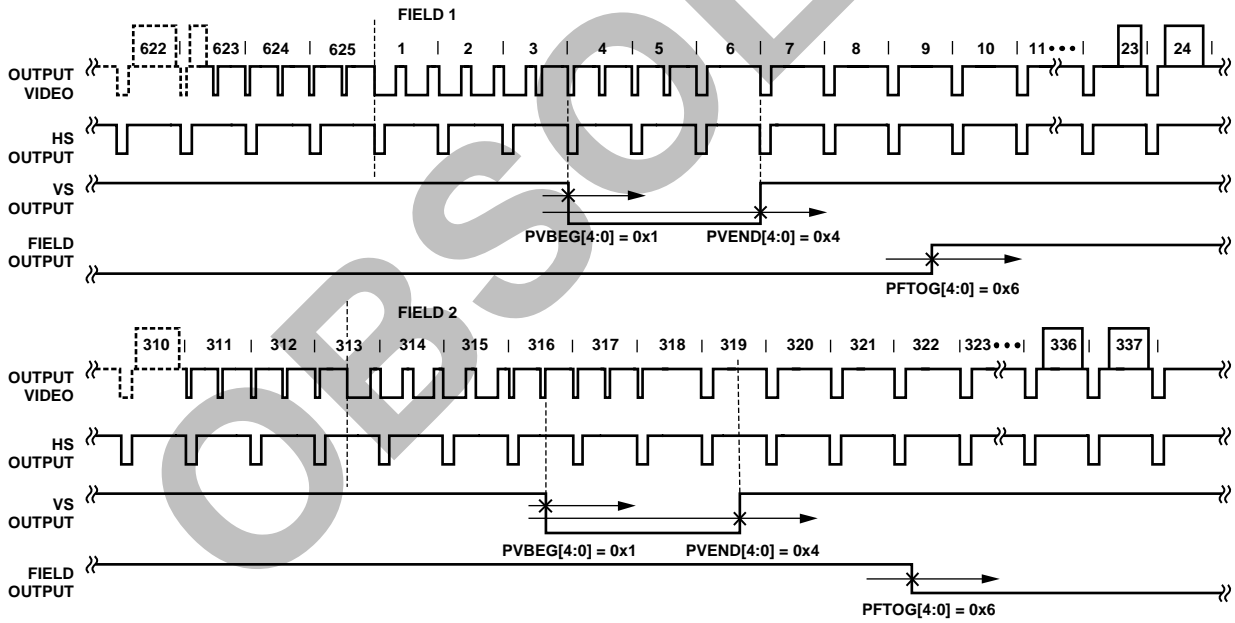 FIELD 1
622 623 624 625 1 2 3 4 5 6 7 8 9 10 11 ••• 23 24
OUTPUT
VIDEO
HS
OUTPUT
VS
OUTPUT
PVBEG[4:0] = 0x1 PVEND[4:0] = 0x4
FIELD
OUTPUT
PFTOG[4:0] = 0x6
FIELD 2
310 311 312 313 314 315 316 317 318 319 320 321 322 323 ••• 336 337
OUTPUT
VIDEO
HS
OUTPUT
VS
OUTPUT
PVBEG[4:0] = 0x1 PVEND[4:0] = 0x4
FIELD
OUTPUT
PFTOG[4:0] = 0x6
OBSOL